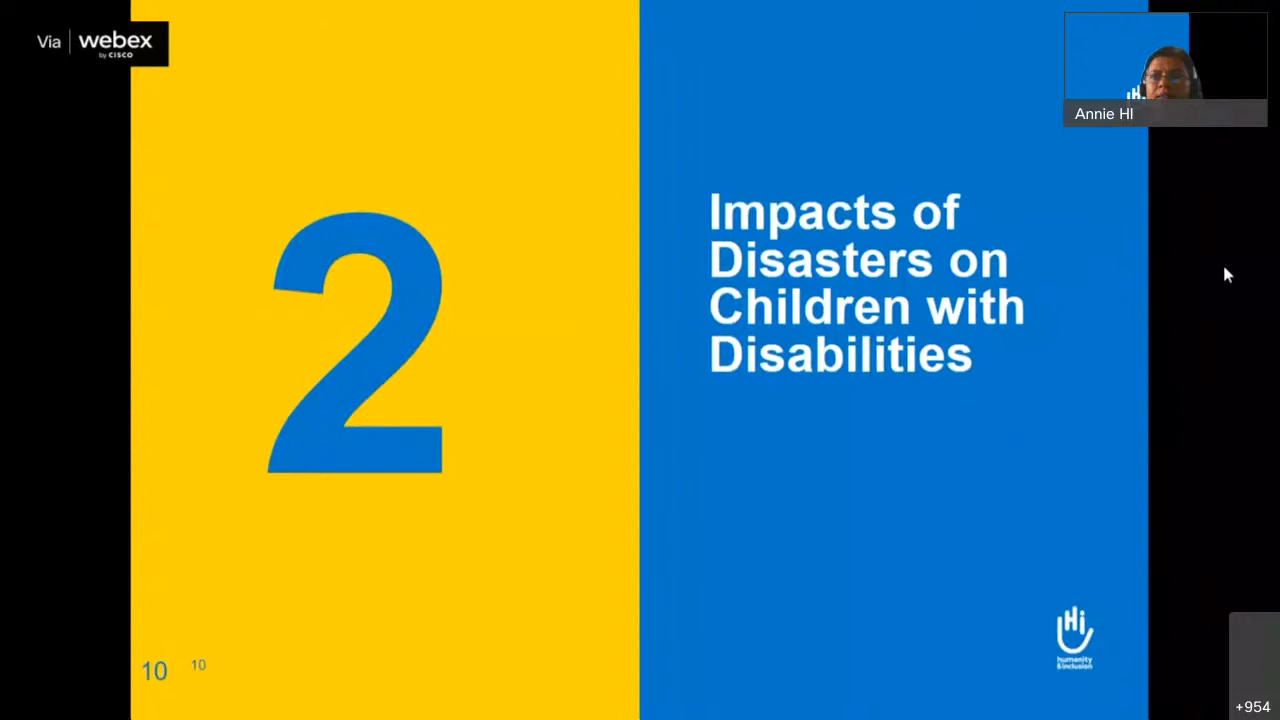 Via webex
by CISCO
Annie HI
2
Impacts of
Disasters on
Children with
Disabilities
Hi
humanity
&inclusion
10 10
+954